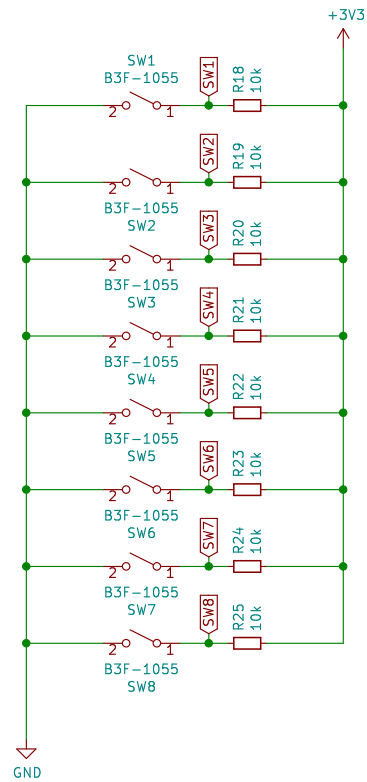 +3V3
SW1
B3F-1055
2
1
SW1
R18
10k
2
1
SW2
R19
10k
B3F-1055
SW2
2
1
SW3
R20
10k
B3F-1055
SW3
2
1
SW4
R21
10k
B3F-1055
SW4
2
1
SW5
R22
10k
B3F-1055
SW5
2
1
SW6
R23
10k
B3F-1055
SW6
2
1
SW7
R24
10k
B3F-1055
SW7
2
1
SW8
R25
10k
B3F-1055
SW8
GND